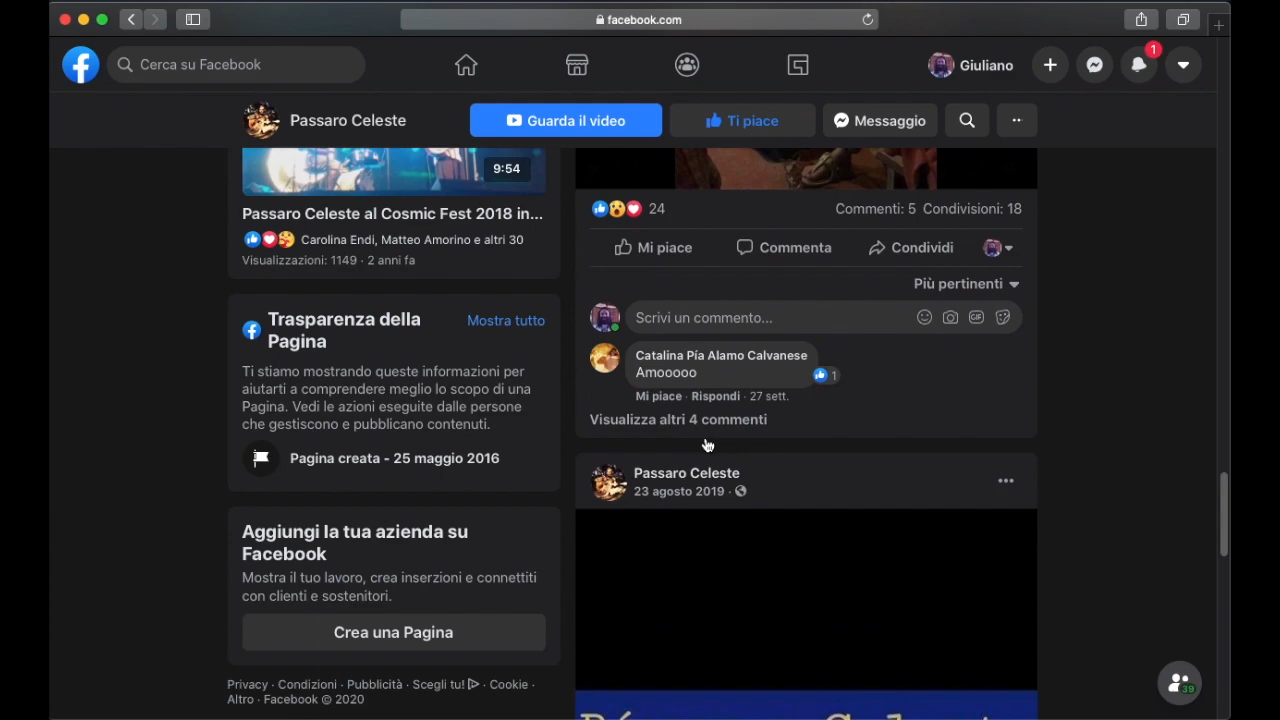 facebook.com
Cerca su Facebook
Giuliano
1
Passaro Celeste
Guarda il video
Ti piace
Messaggio
9:54
Passaro Celeste al Cosmic Fest 2018 in...
Carolina Endi, Matteo Amorino e altri 30
Visualizzazioni: 1149 · 2 anni fa
Trasparenza della
Pagina
Mostra tutto
Ti stiamo mostrando queste informazioni per
aiutarti a comprendere meglio lo scopo di una
Pagina. Vedi le azioni eseguite dalle persone
che gestiscono e pubblicano contenuti.
Pagina creata - 25 maggio 2016
Aggiungi la tua azienda su
Facebook
Mostra il tuo lavoro, crea inserzioni e connettiti
con clienti e sostenitori.
Crea una Pagina
Privacy · Condizioni · Pubblicità · Scegli tu! · Cookie ·
Altro · Facebook © 2020
24
Commenti: 5 Condivisioni: 18
Mi piace
Commenta
Condividi
Più pertinenti
Scrivi un commento...
GIF
Catalina Pía Alamo Calvanese
Amooooo
1
Mi piace · Rispondi · 27 sett.
Visualizza altri 4 commenti
Passaro Celeste
23 agosto 2019 ·
39